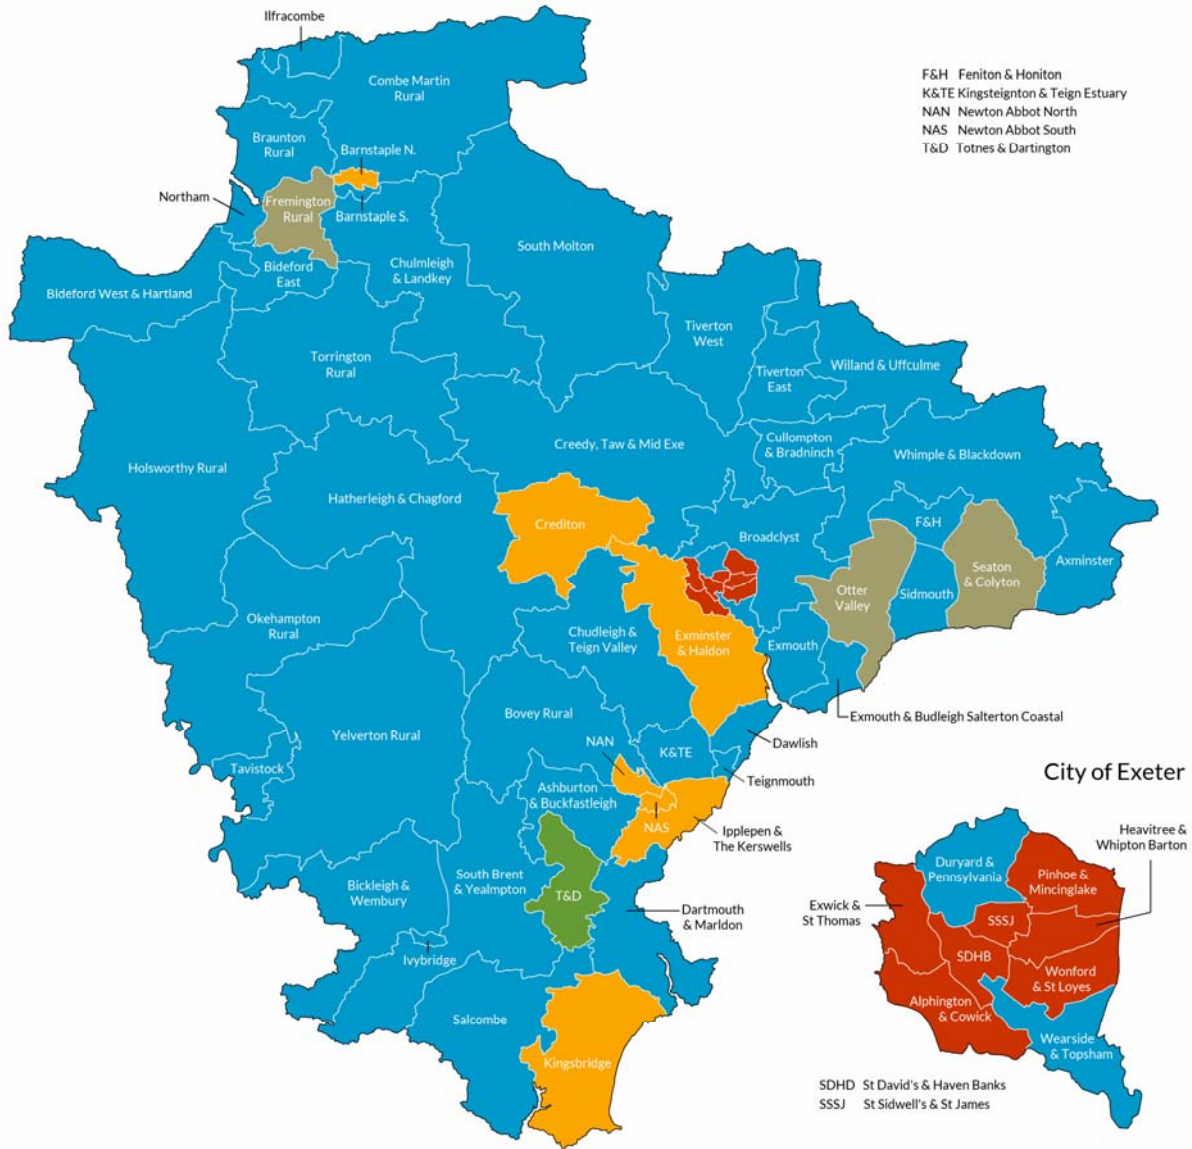 Ilfracombe
F&H Feniton & Honiton
K&TE Kingsteignton & Teign Estuary
NAN Newton Abbot North
NAS Newton Abbot South
T&D Totnes & Dartington
Combe Martin
Rural
Braunton
Rural
Barnstaple N.
Northam
Fremington
Rural
Barnstaple S.
South Molton
Chulmleigh
& Landkey
Bideford
East
Bideford West & Hartland
Tiverton
West
Torrington
Rural
Tiverton
East
Willand & Uffculme
Creedy, Taw & Mid Exe
Cullompton
& Bradninch
Whimple & Blackdown
Holsworthy Rural
Hatherleigh & Chagford
Crediton
F&H
Broadclyst
Axminster
Seaton
& Colyton
Otter
Valley
Sidmouth
Okehampton
Rural
Chudleigh &
Teign Valley
Exminster
& Haldon
Exmouth
Bovey Rural
Exmouth & Budleigh Salterton Coastal
Yelverton Rural
NAN
K&TE
Dawlish
Tavistock
Teignmouth
Ashburton
& Buckfastleigh
NAS
Ipplepen &
The Kerswells
South Brent
& Yealmpton
Bickleigh &
Wembury
T&D
Dartmouth
& Marldon
Ivybridge
Salcombe
Kingsbridge
City of Exeter
Heavitree &
Whipton Barton
Duryard &
Pennsylvania
Pinhoe &
Mincinglake
Exwick &
St Thomas
SSSJ
SDHB
Wonford
& St Loyes
Alphington
& Cowick
Wearside
& Topsham
SDHD St David's & Haven Banks
SSSJ St Sidwell's & St James